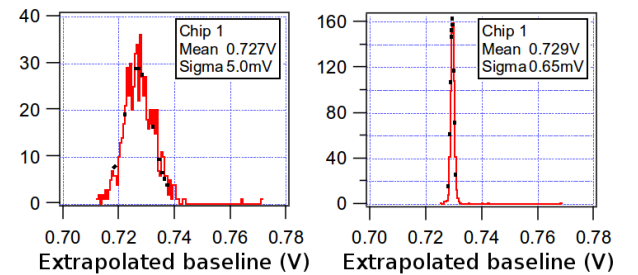 40
30
20
10
0
Chip 1
Mean 0.727V
Sigma 5.0mV
0.70 0.72 0.74 0.76 0.78
Extrapolated baseline (V)
160
120
80
40
0
Chip 1
Mean 0.729V
Sigma 0.65mV
0.70 0.72 0.74 0.76 0.78
Extrapolated baseline (V)